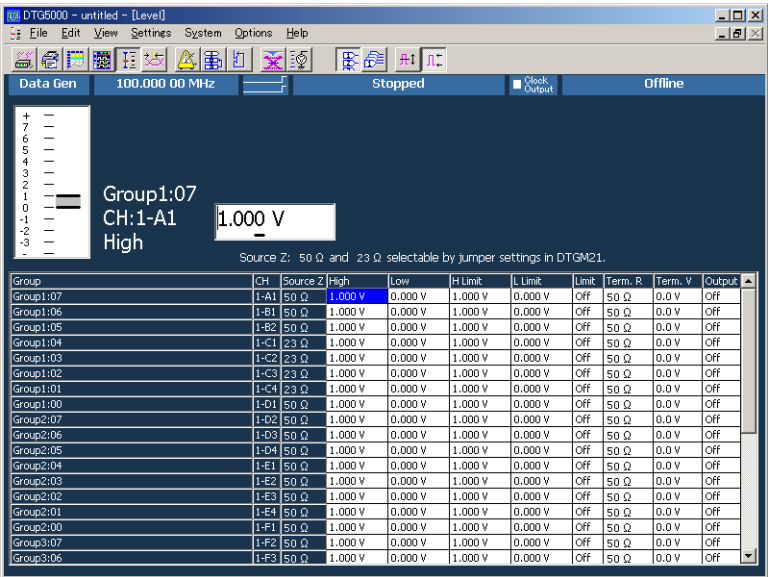 DTG5000 - untitled - [Level]
File Edit View Settings System Options Help
Data Gen 100.000 00 MHz Stopped Clock Output Offline
+
7
6
5
4
3
2
1
0
-1
-2
-3
-
Group1:07
CH:1-A1
High
1.000 V
Source Z: 50 Ω and 23 Ω selectable by jumper settings in DTGM21.
Group CH Source Z High Low H Limit L Limit Limit Term. R Term. V Output
Group1:07 1-A1 50 Ω 1.000 V 0.000 V 1.000 V 0.000 V Off 50 Ω 0.0 V Off
Group1:06 1-B1 50 Ω 1.000 V 0.000 V 1.000 V 0.000 V Off 50 Ω 0.0 V Off
Group1:05 1-B2 50 Ω 1.000 V 0.000 V 1.000 V 0.000 V Off 50 Ω 0.0 V Off
Group1:04 1-C1 23 Ω 1.000 V 0.000 V 1.000 V 0.000 V Off 50 Ω 0.0 V Off
Group1:03 1-C2 23 Ω 1.000 V 0.000 V 1.000 V 0.000 V Off 50 Ω 0.0 V Off
Group1:02 1-C3 23 Ω 1.000 V 0.000 V 1.000 V 0.000 V Off 50 Ω 0.0 V Off
Group1:01 1-C4 23 Ω 1.000 V 0.000 V 1.000 V 0.000 V Off 50 Ω 0.0 V Off
Group1:00 1-D1 50 Ω 1.000 V 0.000 V 1.000 V 0.000 V Off 50 Ω 0.0 V Off
Group2:07 1-D2 50 Ω 1.000 V 0.000 V 1.000 V 0.000 V Off 50 Ω 0.0 V Off
Group2:06 1-D3 50 Ω 1.000 V 0.000 V 1.000 V 0.000 V Off 50 Ω 0.0 V Off
Group2:05 1-D4 50 Ω 1.000 V 0.000 V 1.000 V 0.000 V Off 50 Ω 0.0 V Off
Group2:04 1-E1 50 Ω 1.000 V 0.000 V 1.000 V 0.000 V Off 50 Ω 0.0 V Off
Group2:03 1-E2 50 Ω 1.000 V 0.000 V 1.000 V 0.000 V Off 50 Ω 0.0 V Off
Group2:02 1-E3 50 Ω 1.000 V 0.000 V 1.000 V 0.000 V Off 50 Ω 0.0 V Off
Group2:01 1-E4 50 Ω 1.000 V 0.000 V 1.000 V 0.000 V Off 50 Ω 0.0 V Off
Group2:00 1-F1 50 Ω 1.000 V 0.000 V 1.000 V 0.000 V Off 50 Ω 0.0 V Off
Group3:07 1-F2 50 Ω 1.000 V 0.000 V 1.000 V 0.000 V Off 50 Ω 0.0 V Off
Group3:06 1-F3 50 Ω 1.000 V 0.000 V 1.000 V 0.000 V Off 50 Ω 0.0 V Off